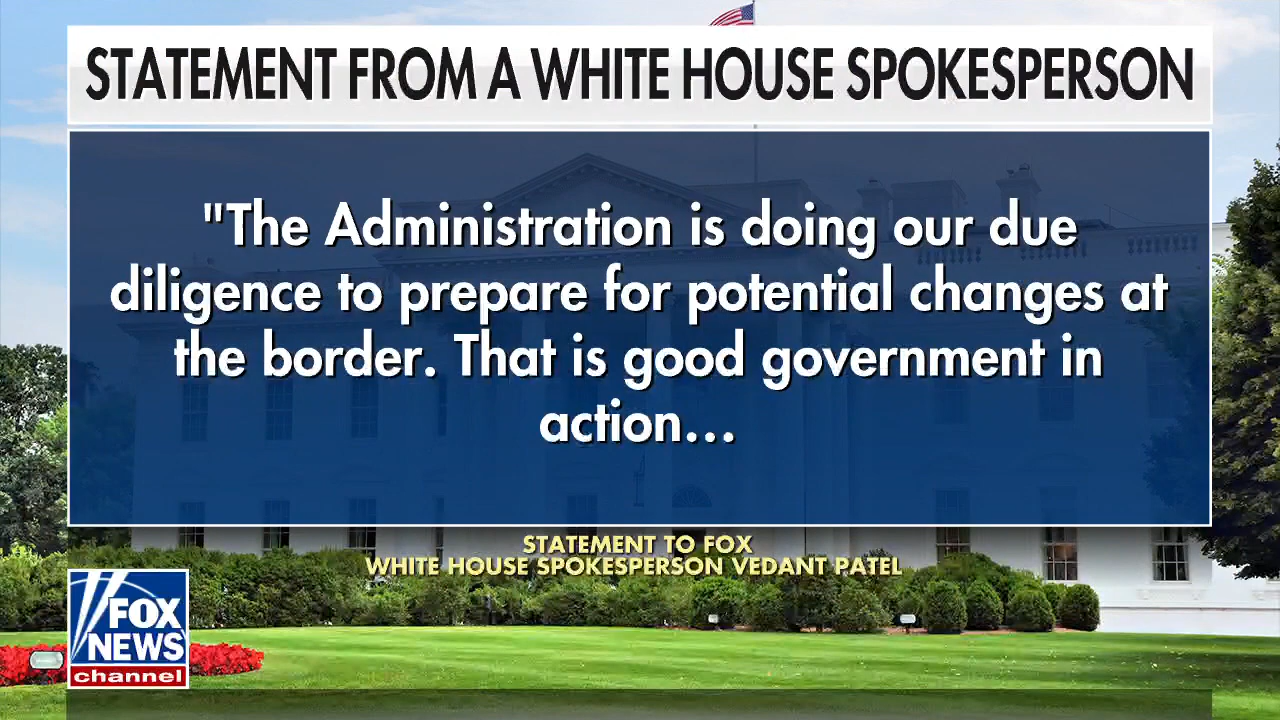 STATEMENT FROM A WHITE HOUSE SPOKESPERSON
"The Administration is doing our due
diligence to prepare for potential changes at
the border. That is good government in
action...
STATEMENT TO FOX
WHITE HOUSE SPOKESPERSON VEDANT PATEL
FOX
NEWS
channel